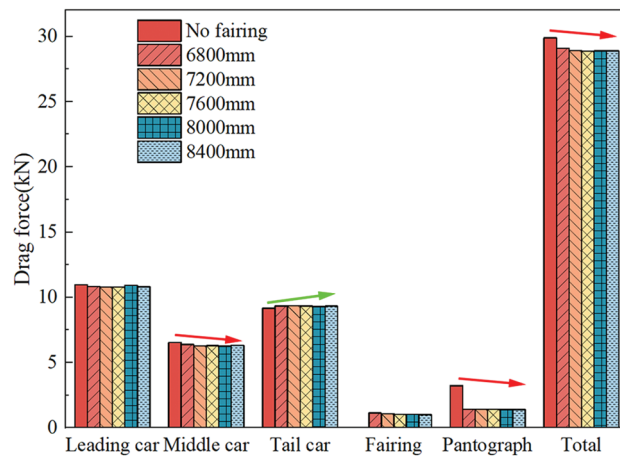 No fairing
6800mm
7200mm
7600mm
8000mm
8400mm
Drag force(kN)
30
25
20
15
10
5
0
Leading car Middle car Tail car Fairing Pantograph Total